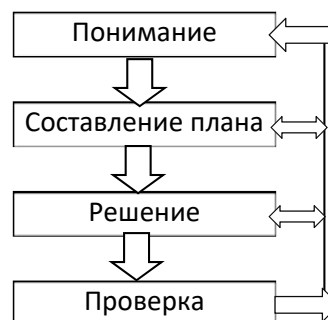 Понимание
Составление плана
Решение
Проверка